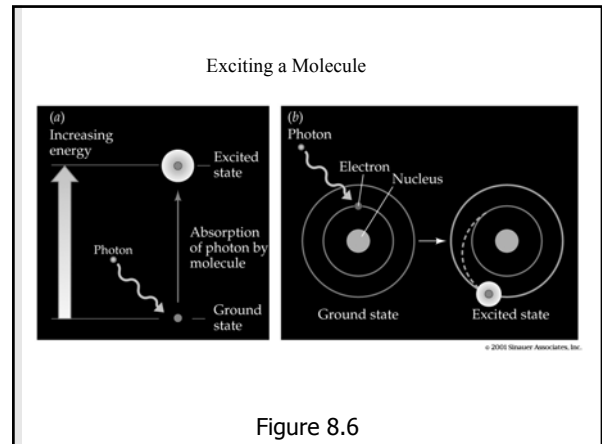 Exciting a Molecule
(a)
Increasing
energy
Excited
state
Absorption
of photon by
molecule
Photon
Ground
state
(b)
Photon
Electron
Nucleus
Ground state
Excited state
© 2001 Sinauer Associates, Inc.
Figure 8.6